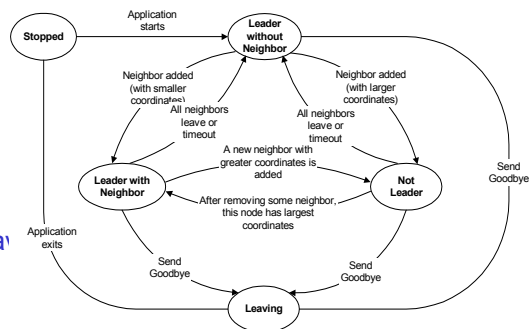 Application
starts
Stopped
Leader
without
Neighbor
Neighbor added
(with smaller
coordinates)
All neighbors
leave or
timeout
All neighbors
leave or
timeout
Neighbor added
(with larger
coordinates)
A new neighbor with
greater coordinates is
added
Leader with
Neighbor
Not
Leader
After removing some neighbor,
this node has largest
coordinates
Send
Goodbye
Application
exits
Send
Goodbye
Send
Goodbye
Leaving